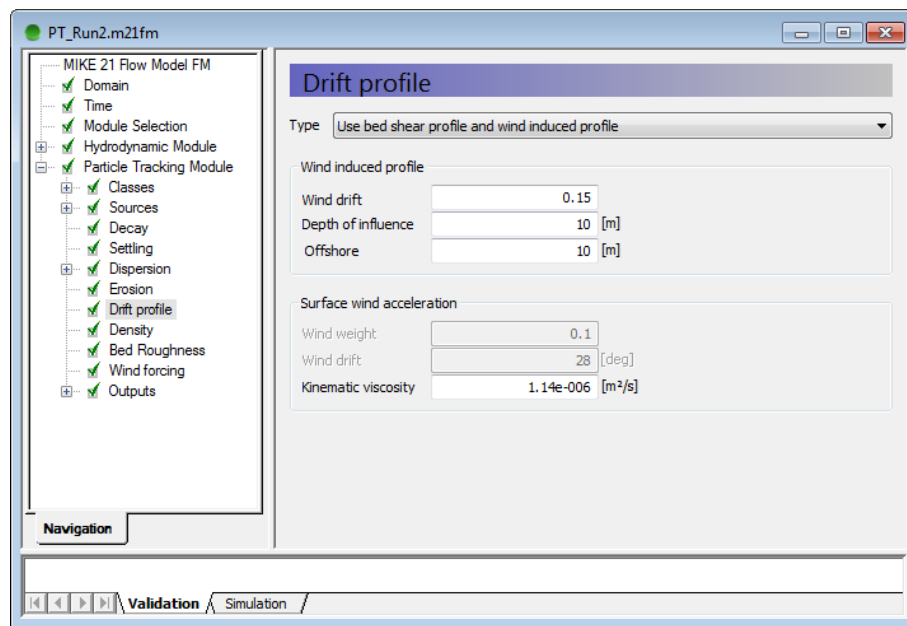 PT_Run2.m21fm
MIKE 21 Flow Model FM
Domain
Time
Module Selection
Hydrodynamic Module
Particle Tracking Module
Classes
Sources
Decay
Settling
Dispersion
Erosion
Drift profile
Density
Bed Roughness
Wind forcing
Outputs
Navigation
Drift profile
Type Use bed shear profile and wind induced profile
Wind induced profile
Wind drift 0.15
Depth of influence 10 [m]
Offshore 10 [m]
Surface wind acceleration
Wind weight 0.1
Wind drift 28 [deg]
Kinematic viscosity 1.14e-006 [m²/s]
Validation Simulation